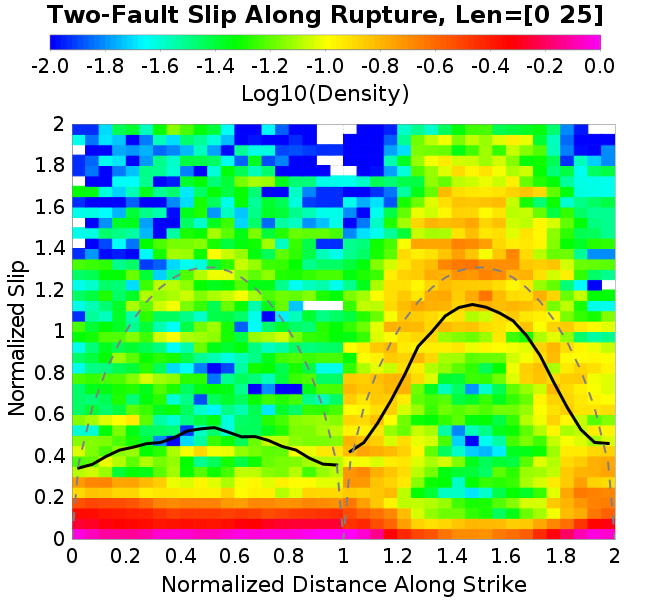 Two-Fault Slip Along Rupture, Len=[0 25]
-2.0 -1.8 -1.6 -1.4 -1.2 -1.0 -0.8 -0.6 -0.4 -0.2 0.0
Log10(Density)
2
1.8
1.6
1.4
1.2
1
0.8
0.6
0.4
0.2
0
Normalized Slip
0 0.2 0.4 0.6 0.8 1 1.2 1.4 1.6 1.8 2
Normalized Distance Along Strike